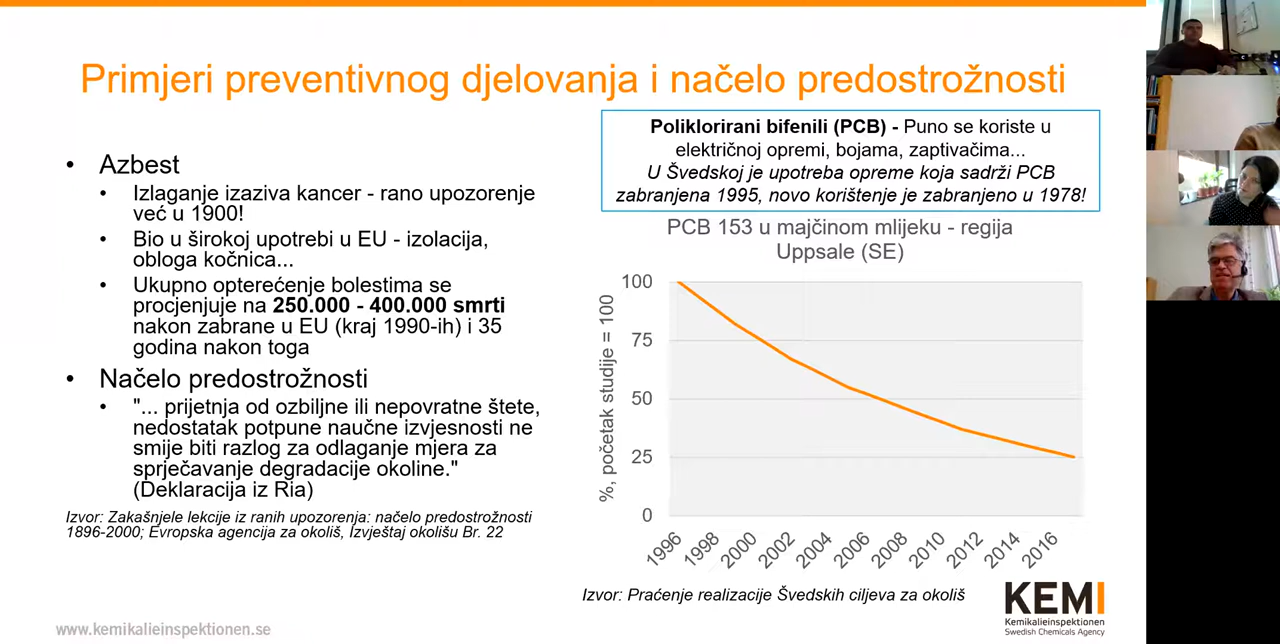 Primjeri preventivnog djelovanja i načelo predostrožnosti
• Azbest
• Izlaganje izaziva kancer - rano upozorenje
već u 1900!
• Bio u širokoj upotrebi u EU - izolacija,
obloga kočnica...
• Ukupno opterećenje bolestima se
procjenjuje na 250.000 - 400.000 smrti
nakon zabrane u EU (kraj 1990-ih) i 35
godina nakon toga
• Načelo predostrožnosti
• "... prijetnja od ozbiljne ili nepovratne štete,
nedostatak potpune naučne izvjesnosti ne
smije biti razlog za odlaganje mjera za
sprječavanje degradacije okoline."
(Deklaracija iz Ria)
Izvor: Zakašnjele lekcije iz ranih upozorenja: načelo predostrožnosti
1896-2000; Evropska agencija za okoliš, Izvještaj okolišu Br. 22
Poliklorirani bifenili (PCB) - Puno se koriste u
električnoj opremi, bojama, zaptivačima...
U Švedskoj je upotreba opreme koja sadrži PCB
zabranjena 1995, novo korištenje je zabranjeno u 1978!
PCB 153 u majčinom mlijeku - regija
Uppsale (SE)
%, početak studije = 100
100
75
50
25
0
1996 1998 2000 2002 2004 2006 2008 2010 2012 2014 2016
Izvor: Praćenje realizacije Švedskih ciljeva za okoliš
KEMI
Kemikalieinspektionen
Swedish Chemicals Agency
www.kemikalieinspektionen.se